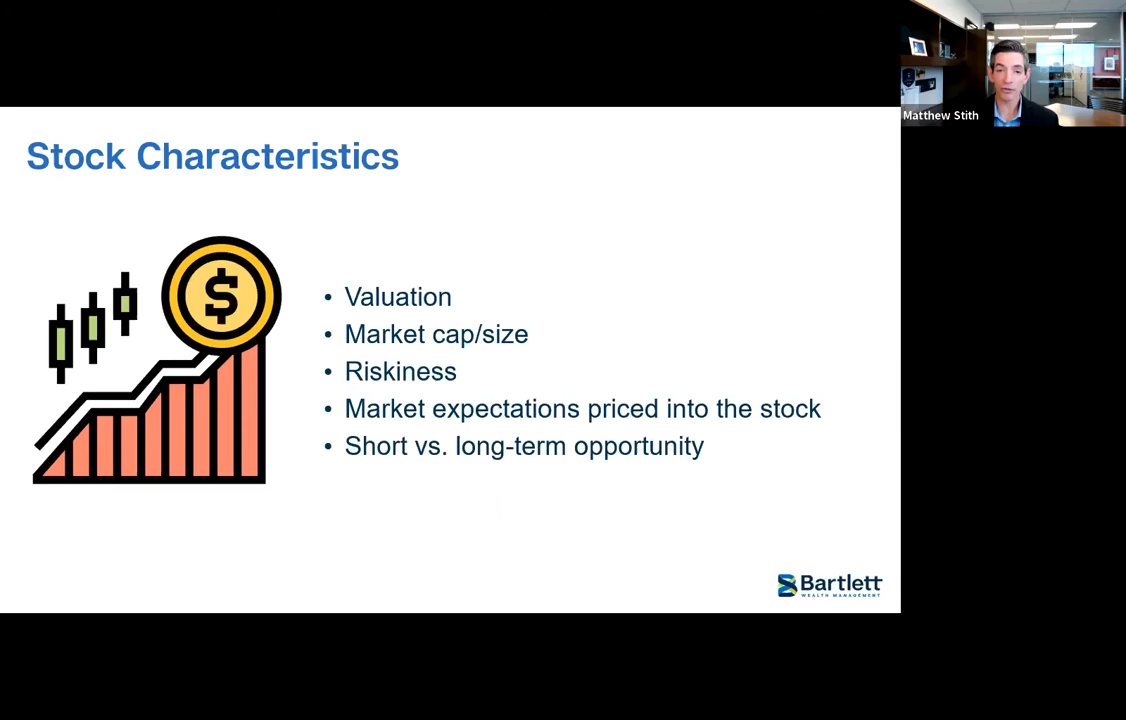 Matthew Stith
Stock Characteristics
$
• Valuation
• Market cap/size
• Riskiness
• Market expectations priced into the stock
• Short vs. long-term opportunity
Bartlett
WEALTH MANAGEMENT